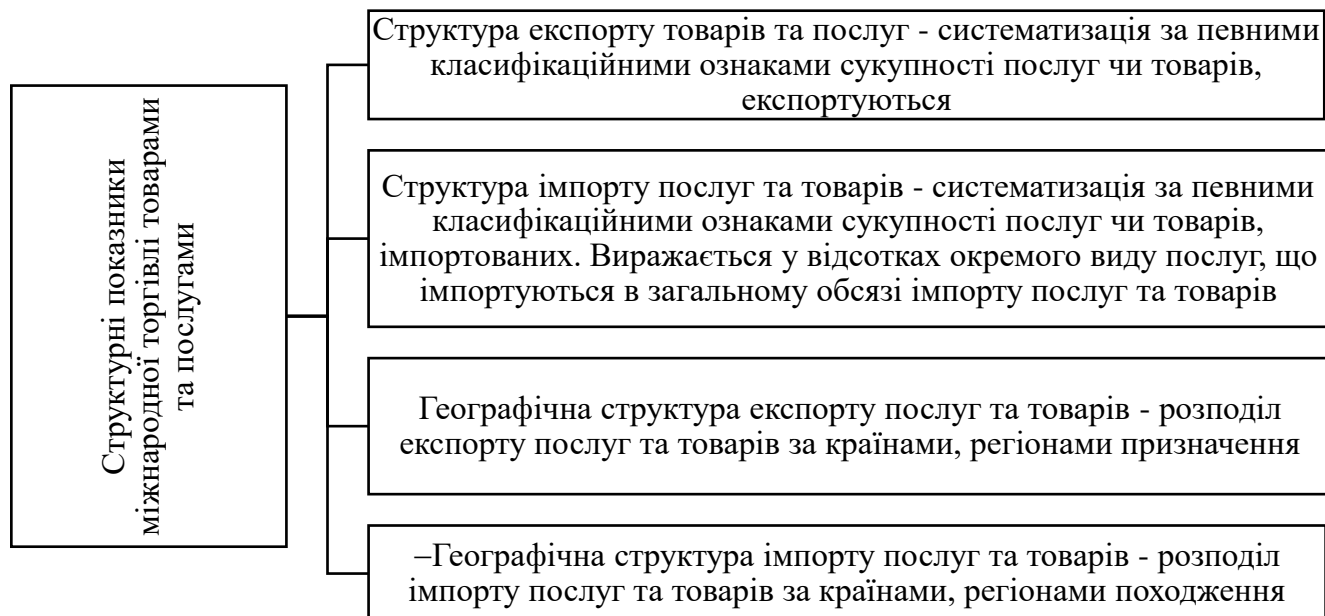 Структурні показники
міжнародної торгівлі товарами
та послугами
Структура експорту товарів та послуг - систематизація за певними
класифікаційними ознаками сукупності послуг чи товарів,
експортуються
Структура імпорту послуг та товарів - систематизація за певними
класифікаційними ознаками сукупності послуг чи товарів,
імпортованих. Виражається у відсотках окремого виду послуг, що
імпортуються в загальному обсязі імпорту послуг та товарів
Географічна структура експорту послуг та товарів - розподіл
експорту послуг та товарів за країнами, регіонами призначення
–Географічна структура імпорту послуг та товарів - розподіл
імпорту послуг та товарів за країнами, регіонами походження